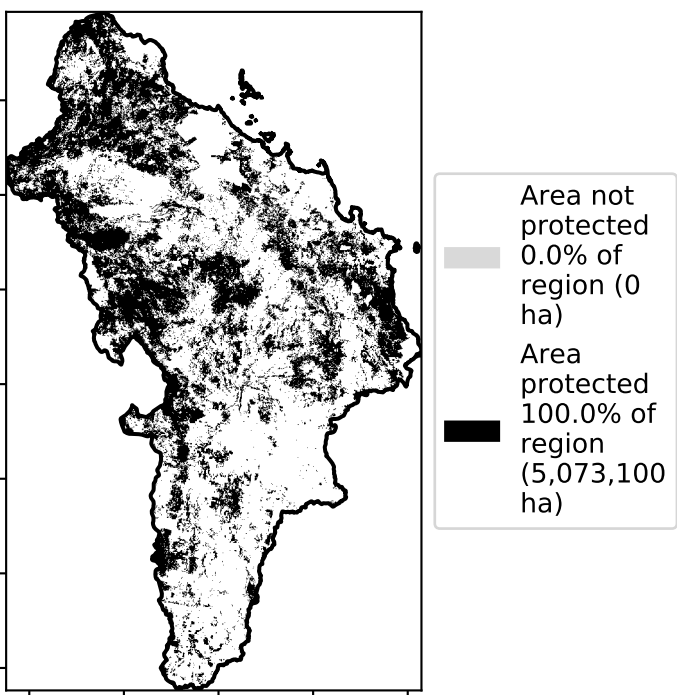 Area not
protected
0.0% of
region (0
ha)
Area
protected
100.0% of
region
(5,073,100
ha)